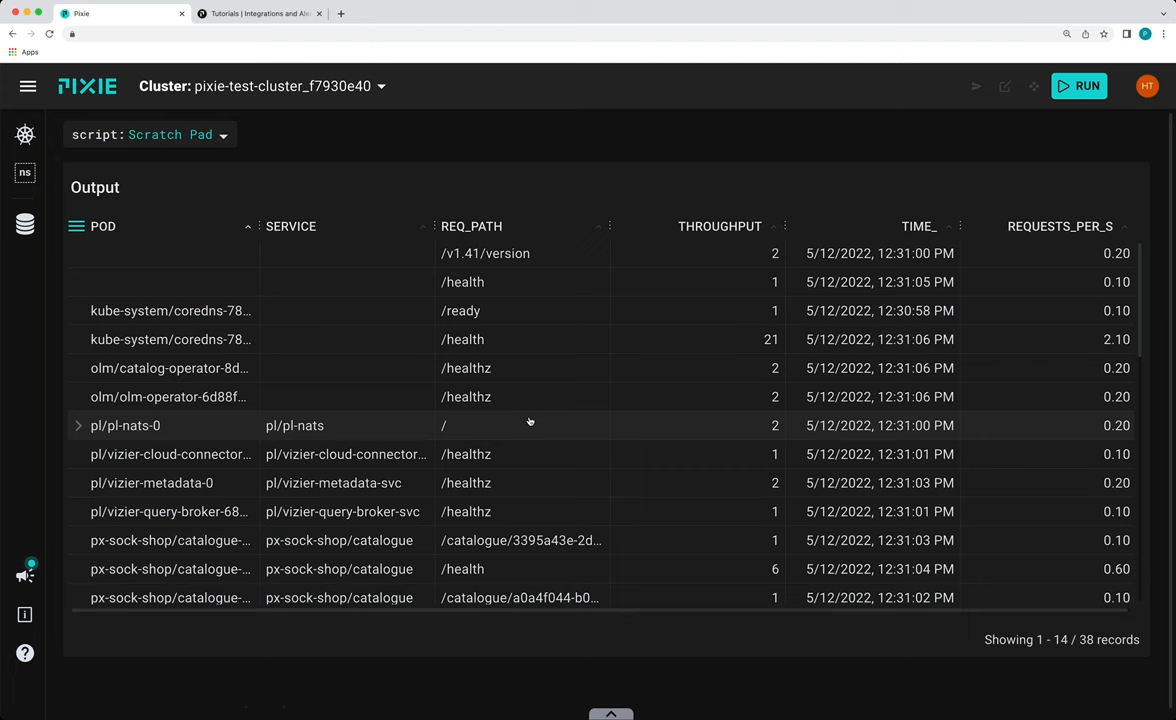 Pixie
Tutorials | Integrations and Ale
Apps
PIXIE
Cluster: pixie-test-cluster_f7930e40
RUN
HT
P
script: Scratch Pad
ns
Output
POD SERVICE REQ_PATH THROUGHPUT TIME_ REQUESTS_PER_S
/v1.41/version 2 5/12/2022, 12:31:00 PM 0.20
/health 1 5/12/2022, 12:31:05 PM 0.10
kube-system/coredns-78... /ready 1 5/12/2022, 12:30:58 PM 0.10
kube-system/coredns-78... /health 21 5/12/2022, 12:31:06 PM 2.10
olm/catalog-operator-8d... /healthz 2 5/12/2022, 12:31:06 PM 0.20
olm/olm-operator-6d88f... /healthz 2 5/12/2022, 12:31:06 PM 0.20
pl/pl-nats-0 pl/pl-nats / 2 5/12/2022, 12:31:00 PM 0.20
pl/vizier-cloud-connector... pl/vizier-cloud-connector... /healthz 1 5/12/2022, 12:31:01 PM 0.10
pl/vizier-metadata-0 pl/vizier-metadata-svc /healthz 2 5/12/2022, 12:31:03 PM 0.20
pl/vizier-query-broker-68... pl/vizier-query-broker-svc /healthz 1 5/12/2022, 12:31:01 PM 0.10
px-sock-shop/catalogue-... px-sock-shop/catalogue /catalogue/3395a43e-2d... 1 5/12/2022, 12:31:03 PM 0.10
px-sock-shop/catalogue-... px-sock-shop/catalogue /health 6 5/12/2022, 12:31:04 PM 0.60
px-sock-shop/catalogue-... px-sock-shop/catalogue /catalogue/a0a4f044-b0... 1 5/12/2022, 12:31:02 PM 0.10
Showing 1 - 14 / 38 records